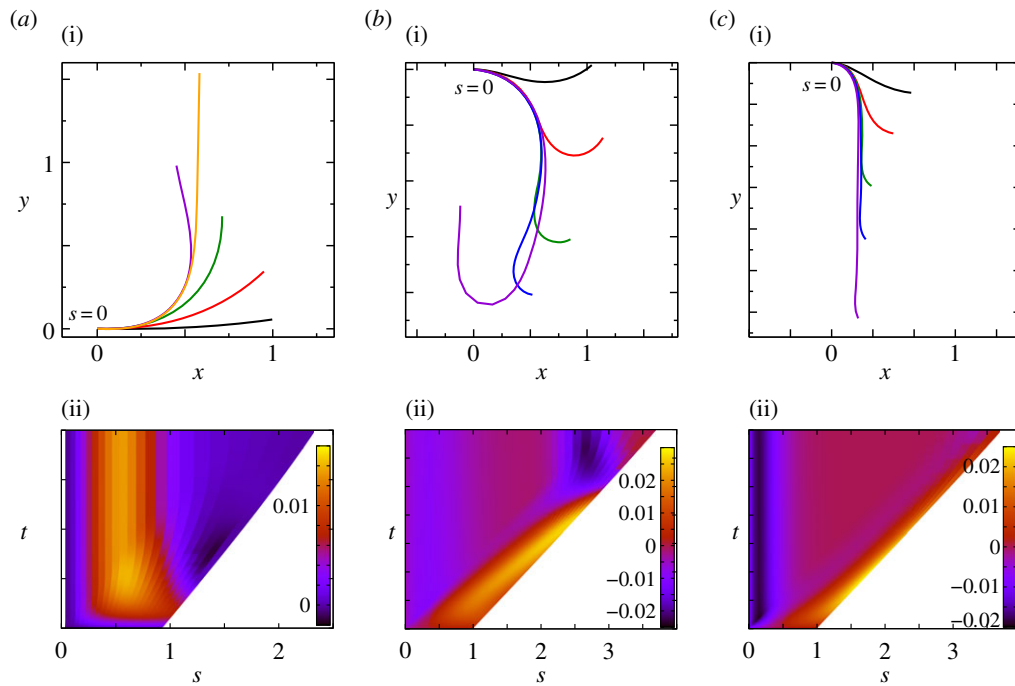 (a) (b) (c)
(i) (i) (i)
s = 0
1
y
s = 0
0
0 1
x
s = 0
y
0 1
x
s = 0
y
0 1
x
(ii) (ii) (ii)
t
0.01
0
0 1 2
s
t
0.02
0.01
0
−0.01
−0.02
0 1 2 3
s
t
0.02
0.01
0
−0.01
−0.02
0 1 2 3
s